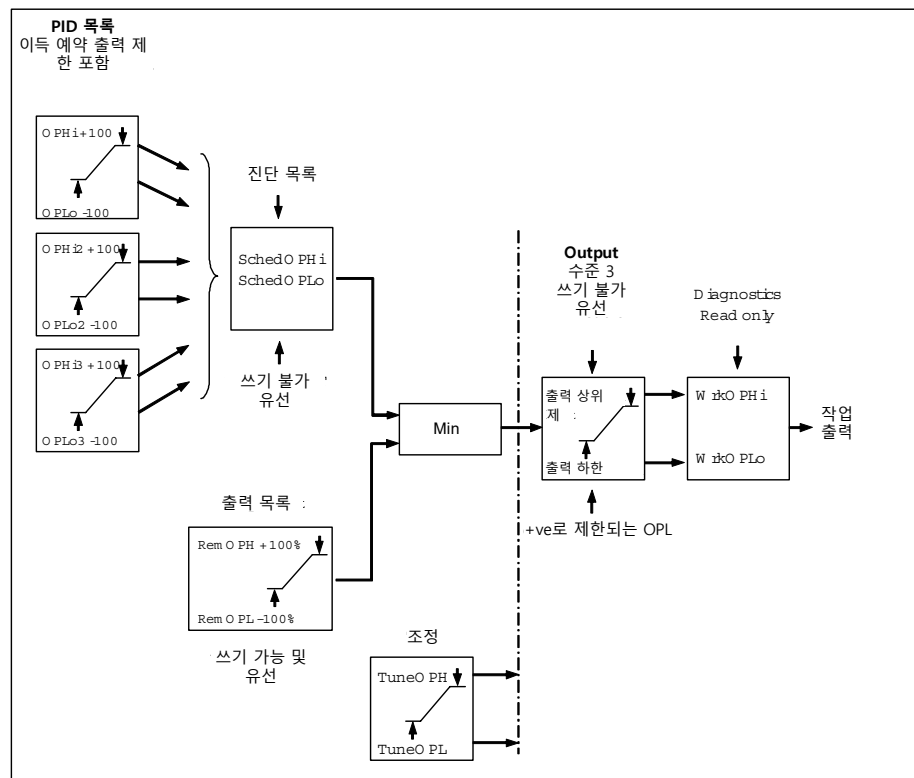 PID 목록
이득 예약 출력 제
한 포함
OPHi+100
OPLo -100
OPHi2 +100
OPLo2 -100
OPHi3 +100
OPLo3 -100
진단 목록
SchedOPHi
SchedOPLo
쓰기 불가
유선
Min
출력 목록 :
RemOPH +100%
RemOPL -100%
쓰기 가능 및
유선
조정
TuneOPH
TuneOPL
Output
수준 3
쓰기 불가
유선
출력 상위
제 :
출력 하한
+ve로 제한되는 OPL
Diagnostics
Read only
WrkOPHi
WrkOPLo
작업
출력